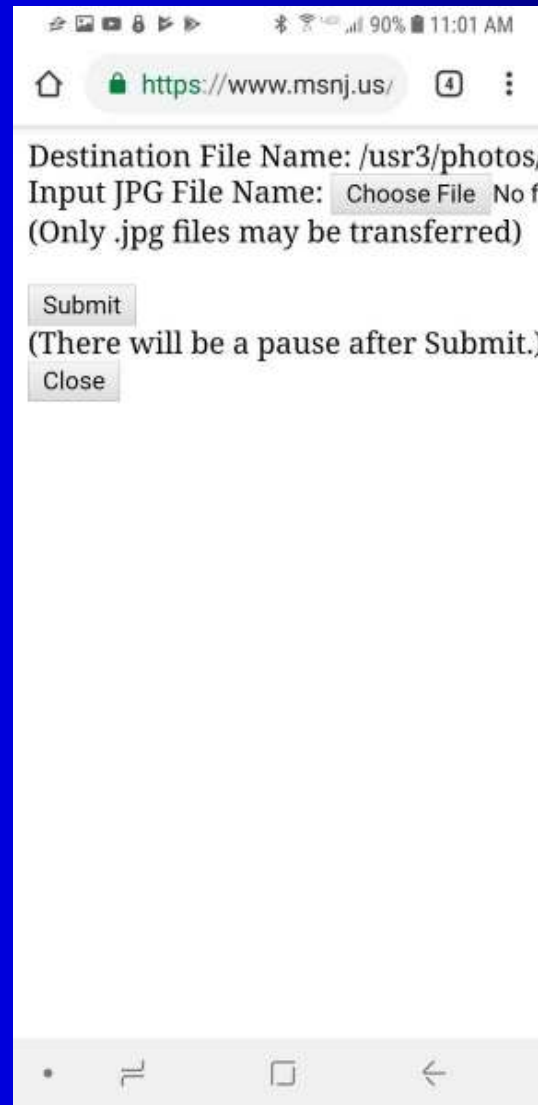 90% 11:01 AM
https://www.msnj.us/
4
Destination File Name: /usr3/photos/
Input JPG File Name: Choose File No f
(Only .jpg files may be transferred)
Submit
(There will be a pause after Submit.)
Close